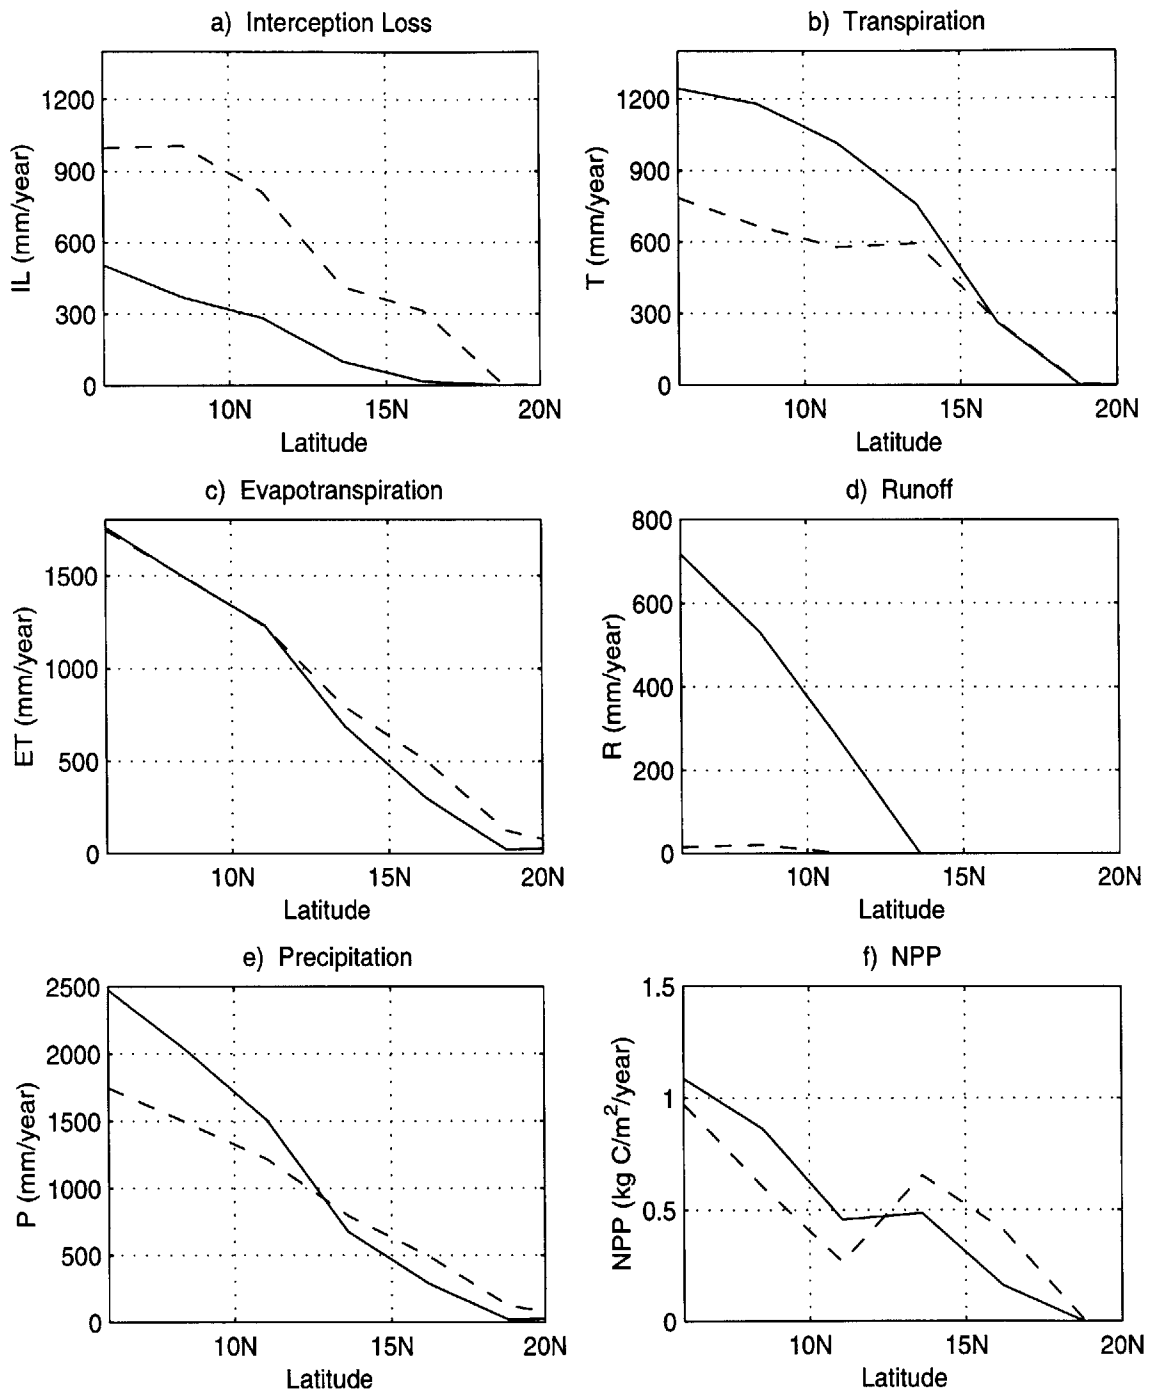 a) Interception Loss
IL (mm/year)
1200
900
600
300
0
10N 15N 20N
Latitude
b) Transpiration
T (mm/year)
1200
900
600
300
0
10N 15N 20N
Latitude
c) Evapotranspiration
ET (mm/year)
1500
1000
500
0
10N 15N 20N
Latitude
d) Runoff
R (mm/year)
800
600
400
200
0
10N 15N 20N
Latitude
e) Precipitation
P (mm/year)
2500
2000
1500
1000
500
0
10N 15N 20N
Latitude
f) NPP
NPP (kg C/m²/year)
1.5
1
0.5
0
10N 15N 20N
Latitude